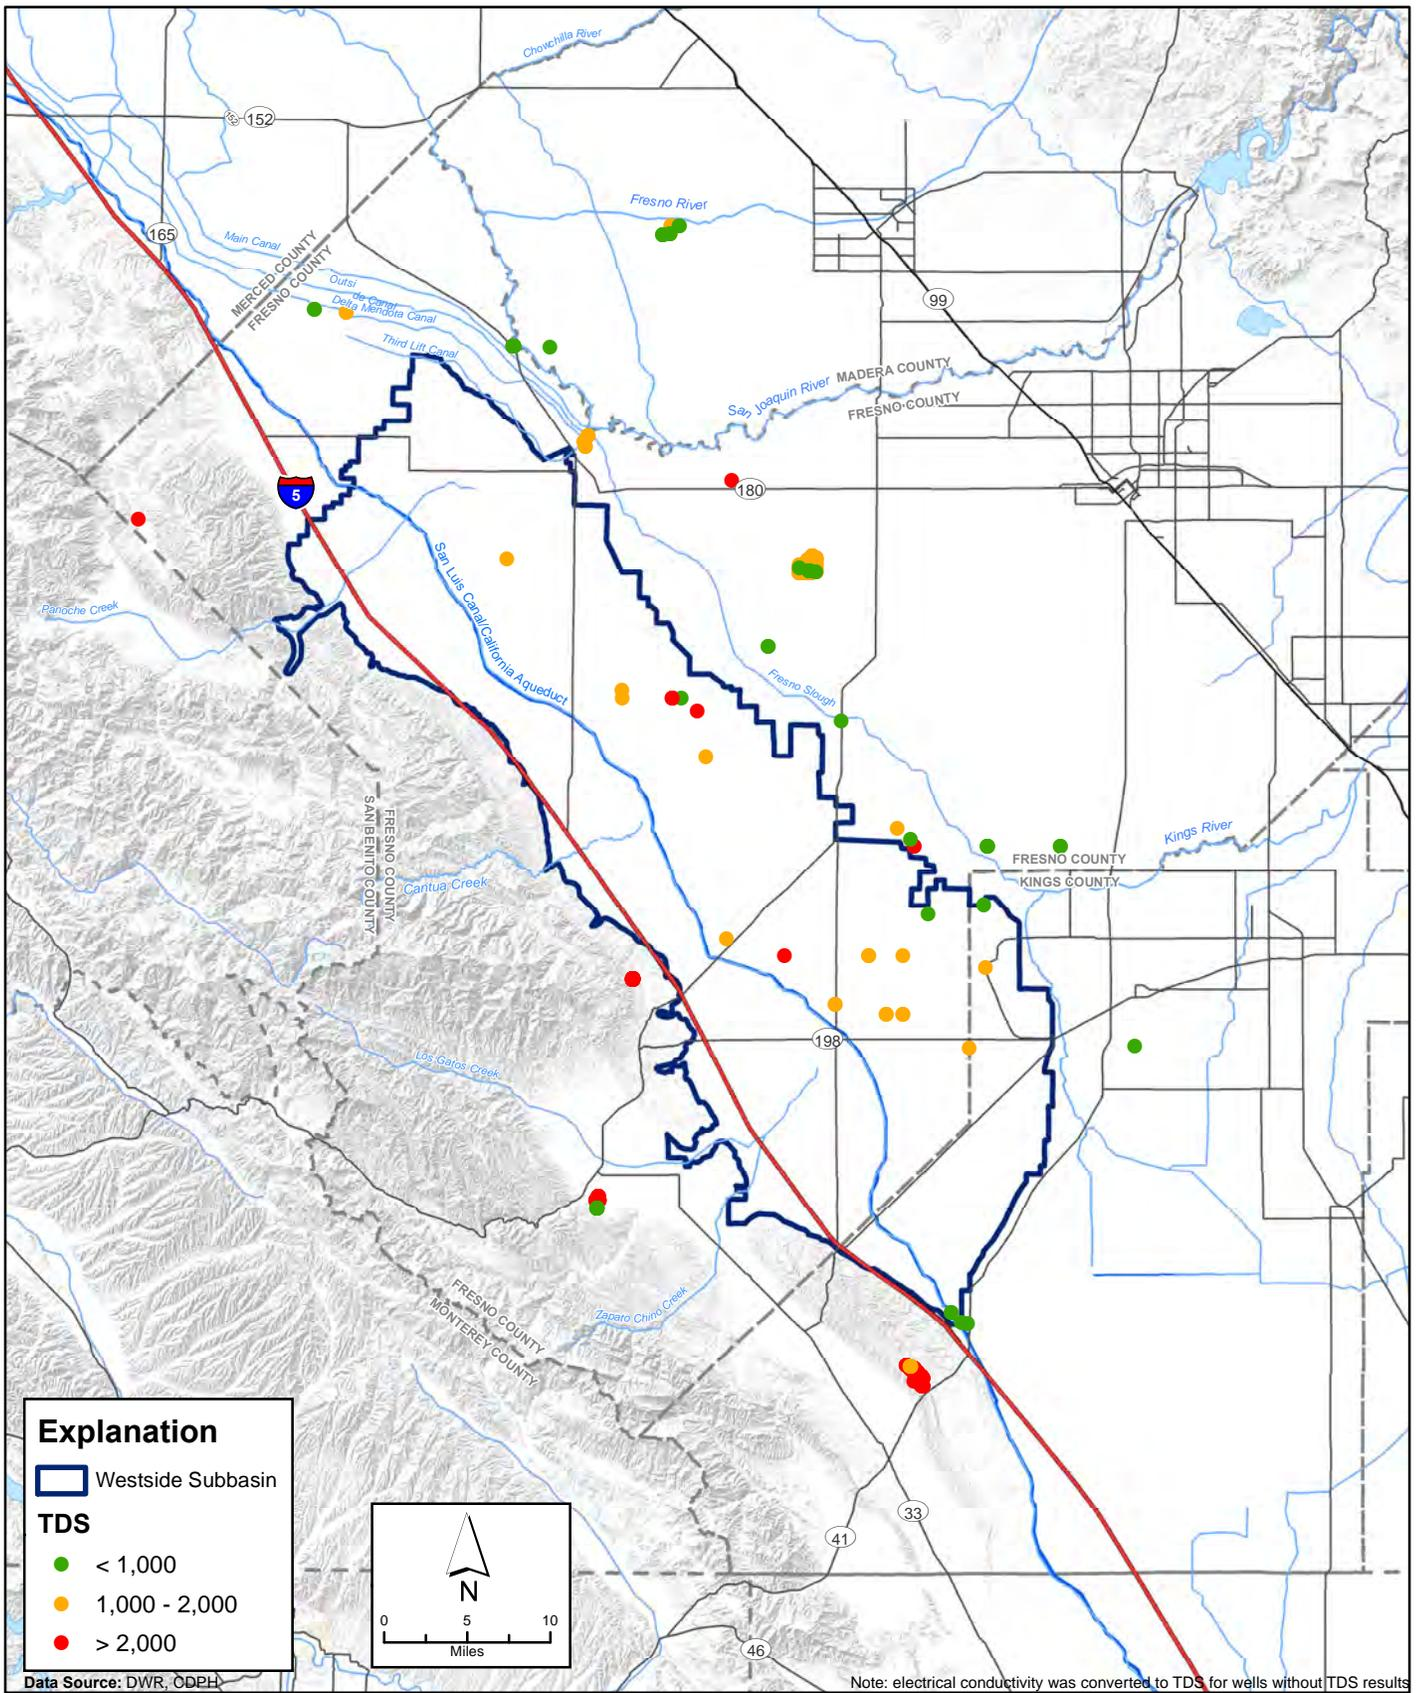 Chowchilla River
152
152
Fresno River
165
Main Canal
MERCED COUNTY
FRESNO COUNTY
Outsi
de Canal
Delta Mendota Canal
Third Lift Canal
99
San Joaquin River
MADERA COUNTY
FRESNO COUNTY
180
5
San Luis Canal/California Aqueduct
Panoche Creek
Fresno Slough
FRESNO COUNTY
SAN BENITO COUNTY
Cantua Creek
Kings River
FRESNO COUNTY
KINGS COUNTY
198
Los Gatos Creek
FRESNO COUNTY
MONTEREY COUNTY
Zapato Chino Creek
33
41
46
Explanation
Westside Subbasin
TDS
< 1,000
1,000 - 2,000
> 2,000
N
0 5 10
Miles
Data Source: DWR, CDPH
Note: electrical conductivity was converted to TDS for wells without TDS results